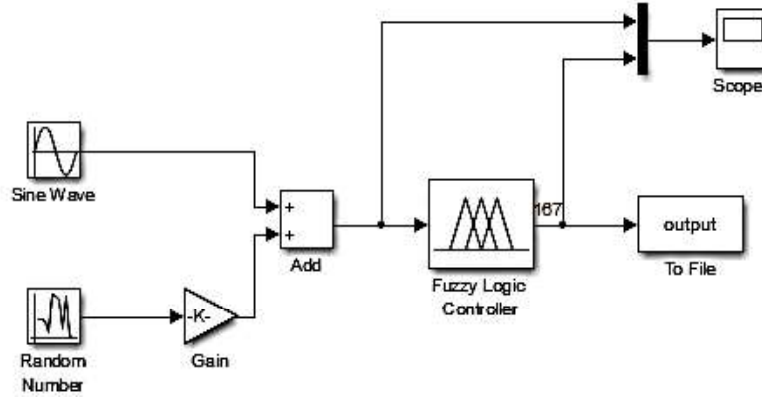 Scope
Sine Wave
+
+
Add
167
output
To File
Fuzzy Logic
Controller
-K-
Gain
Random
Number